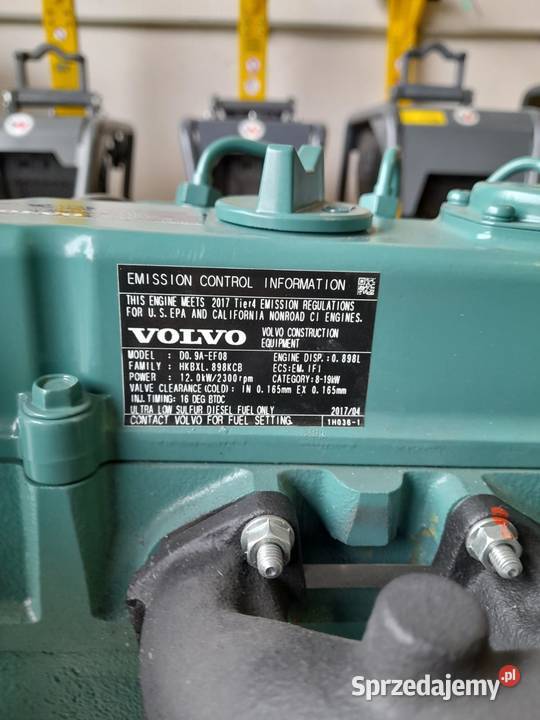 EMISSION CONTROL INFORMATION
THIS ENGINE MEETS 2017 Tier4 EMISSION REGULATIONS
FOR U.S.EPA AND CALIFORNIA NONROAD CI ENGINES.
VOLVO VOLVO CONSTRUCTION
EQUIPMENT
MODEL : D0.9A-EF08 ENGINE DISP.:0.898L
FAMILY : HKBXL.898KCB ECS:EM,IFI
POWER : 12.0kW/2300rpm CATEGORY:8-19kW
VALVE CLEARANCE(COLD): IN 0.165mm EX 0.165mm
INJ.TIMING: 16 DEG BTDC
ULTRA LOW SULFUR DIESEL FUEL ONLY 2017/04
CONTACT VOLVO FOR FUEL SETTING. 1H036-1
Sprzedajemy.pl